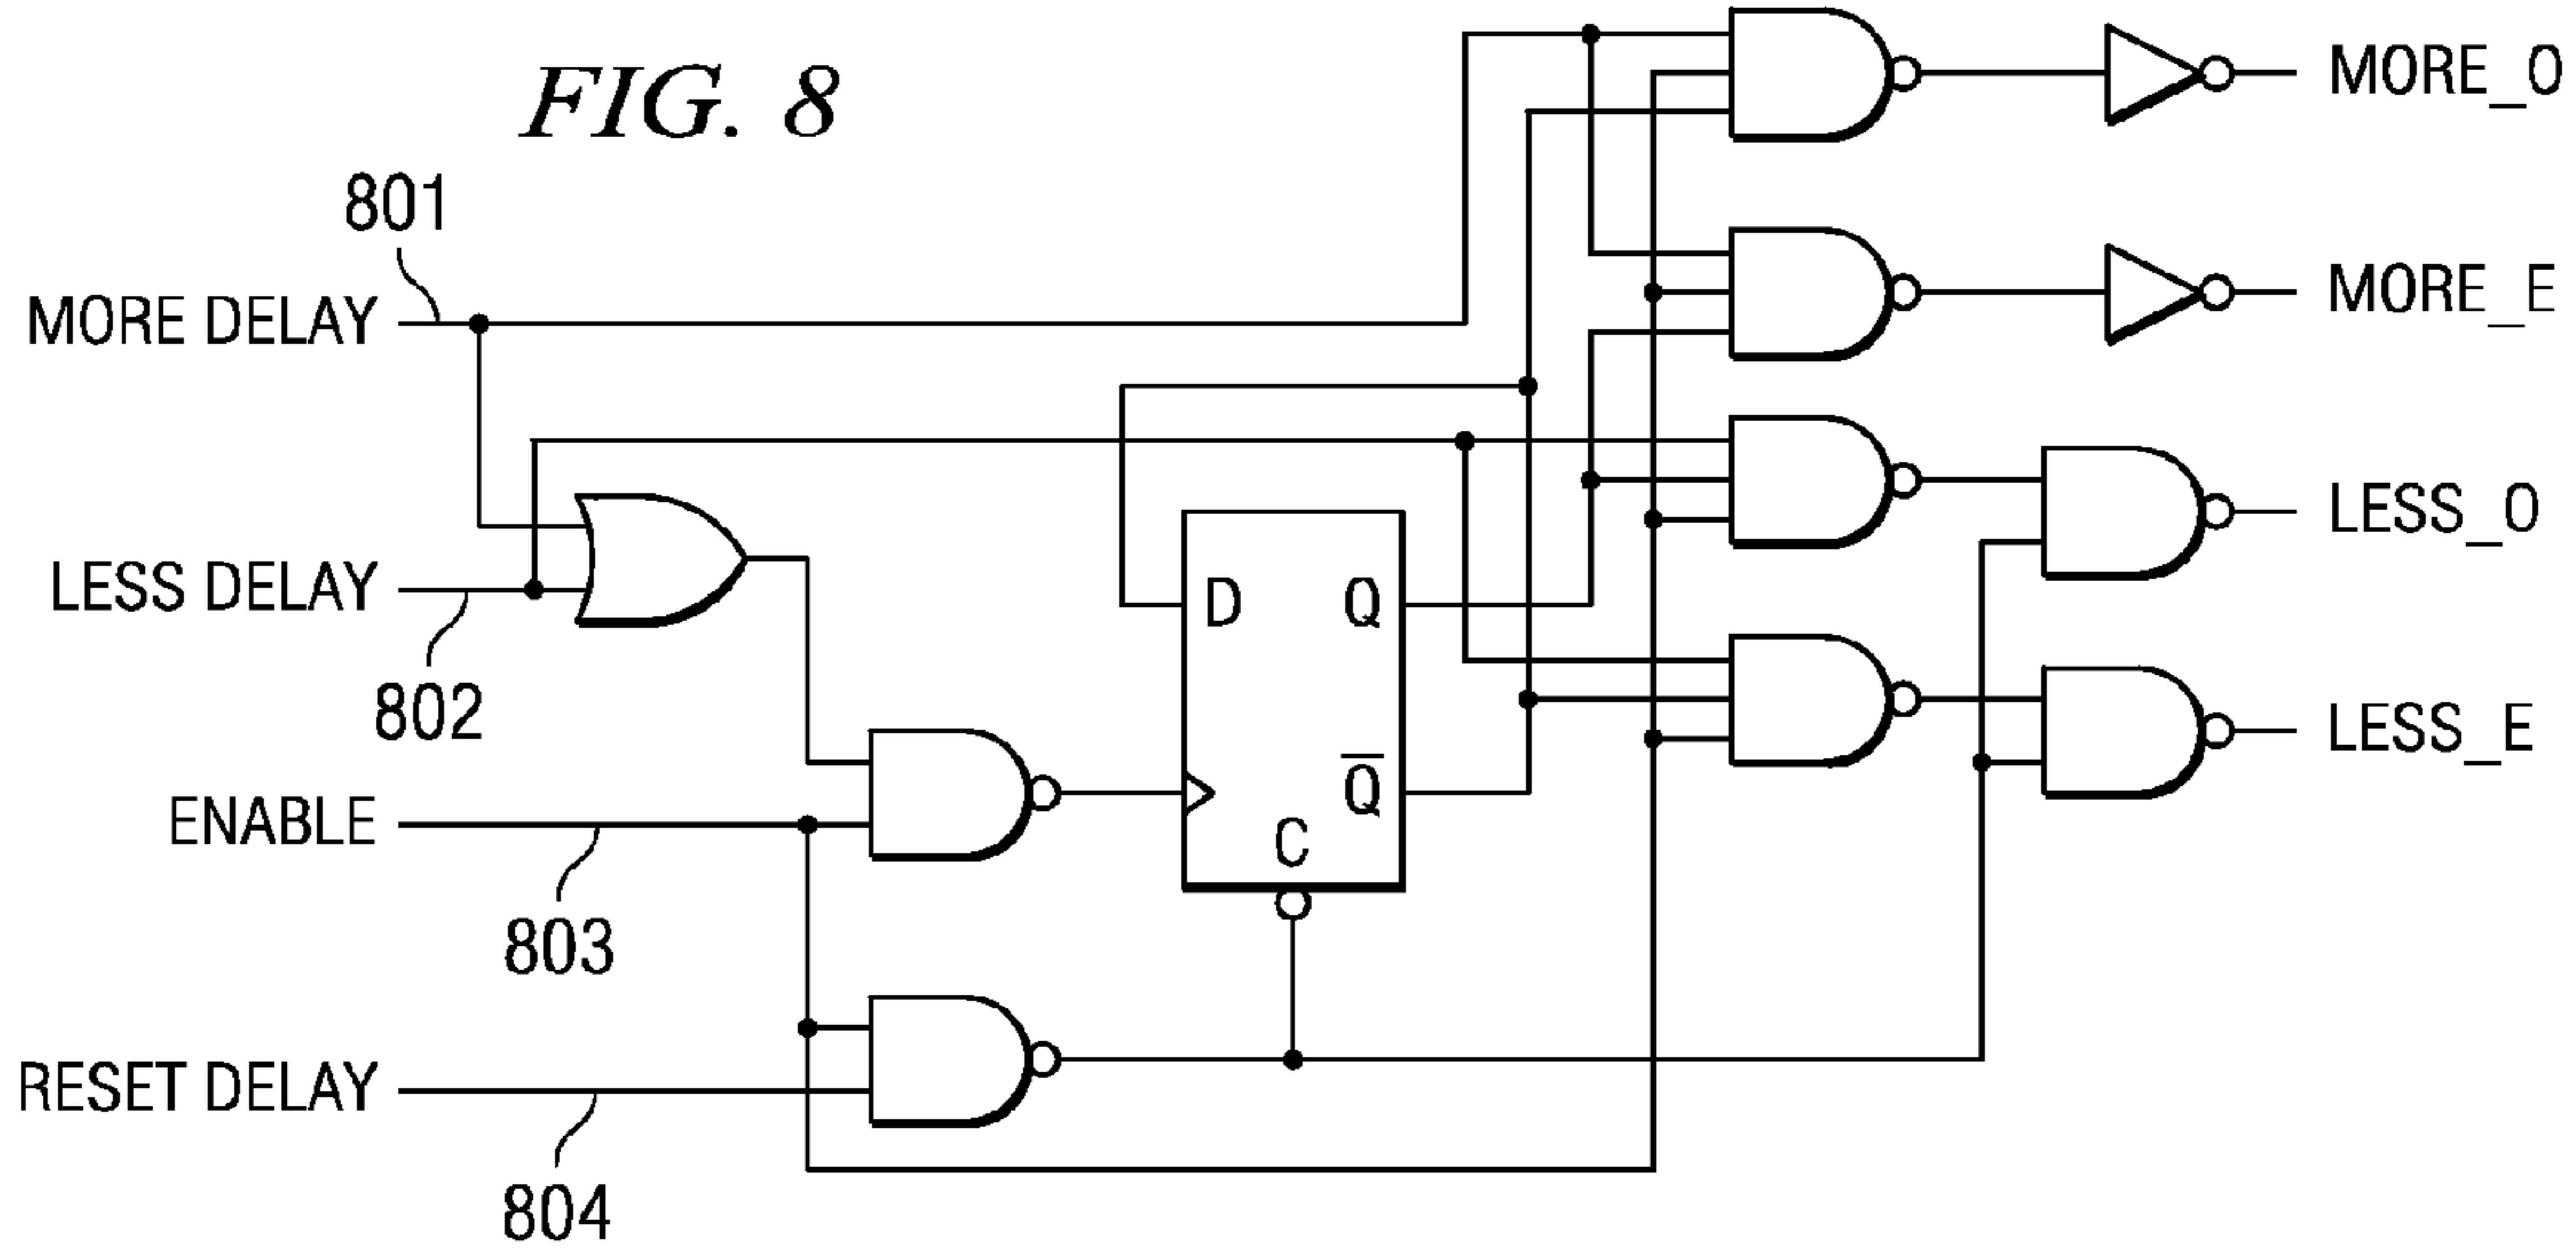 FIG. 8
801
MORE DELAY
LESS DELAY
802
ENABLE
803
RESET DELAY
804
D
Q
Q̅
C
MORE_O
MORE_E
LESS_O
LESS_E